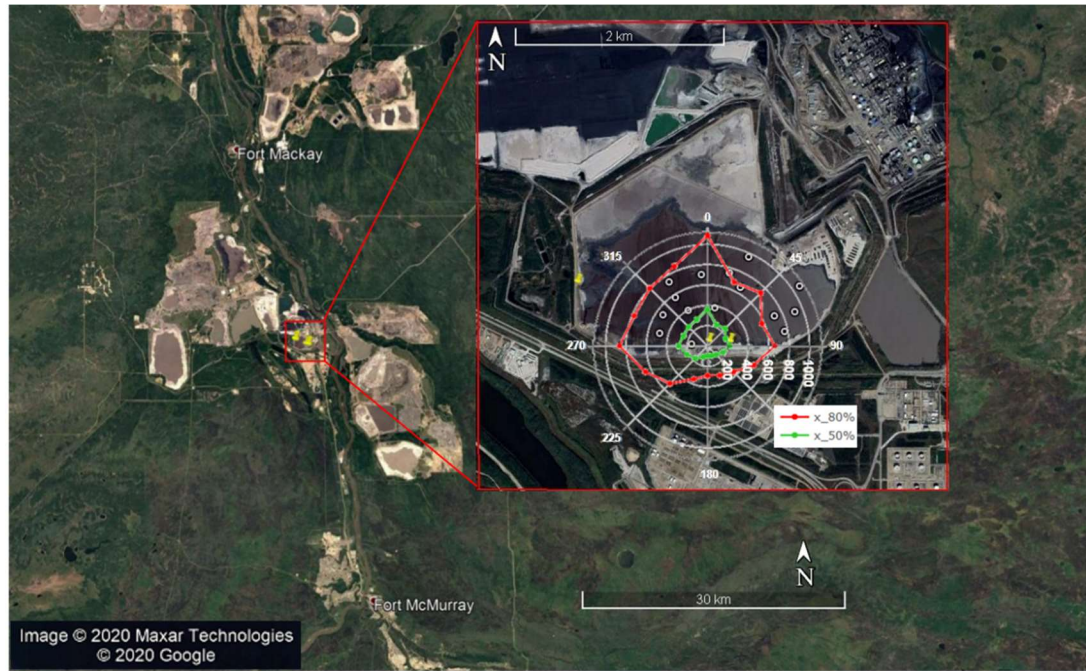 N
2 km
Fort Mackay
0
315
45
270
90
200
400
600
800
1000
x_80%
x_50%
225
180
N
30 km
Fort McMurray
Image © 2020 Maxar Technologies
© 2020 Google